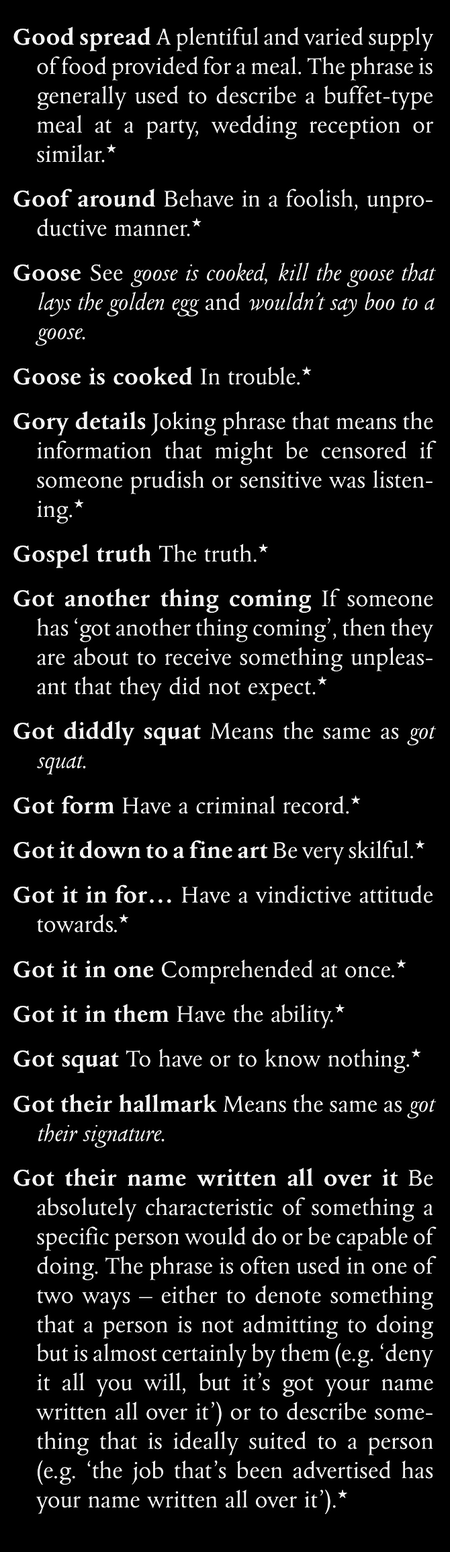 Good spread A plentiful and varied supply
of food provided for a meal. The phrase is
generally used to describe a buffet-type
meal at a party, wedding reception or
similar.★
Goof around Behave in a foolish, unpro-
ductive manner.★
Goose See goose is cooked, kill the goose that
lays the golden egg and wouldn’t say boo to a
goose.
Goose is cooked In trouble.★
Gory details Joking phrase that means the
information that might be censored if
someone prudish or sensitive was listen-
ing.★
Gospel truth The truth.★
Got another thing coming If someone
has ‘got another thing coming’, then they
are about to receive something unpleas-
ant that they did not expect.★
Got diddly squat Means the same as got
squat.
Got form Have a criminal record.★
Got it down to a fine art Be very skilful.★
Got it in for… Have a vindictive attitude
towards.★
Got it in one Comprehended at once.★
Got it in them Have the ability.★
Got squat To have or to know nothing.★
Got their hallmark Means the same as got
their signature.
Got their name written all over it Be
absolutely characteristic of something a
specific person would do or be capable of
doing. The phrase is often used in one of
two ways – either to denote something
that a person is not admitting to doing
but is almost certainly by them (e.g. ‘deny
it all you will, but it’s got your name
written all over it’) or to describe some-
thing that is ideally suited to a person
(e.g. ‘the job that’s been advertised has
your name written all over it’).★